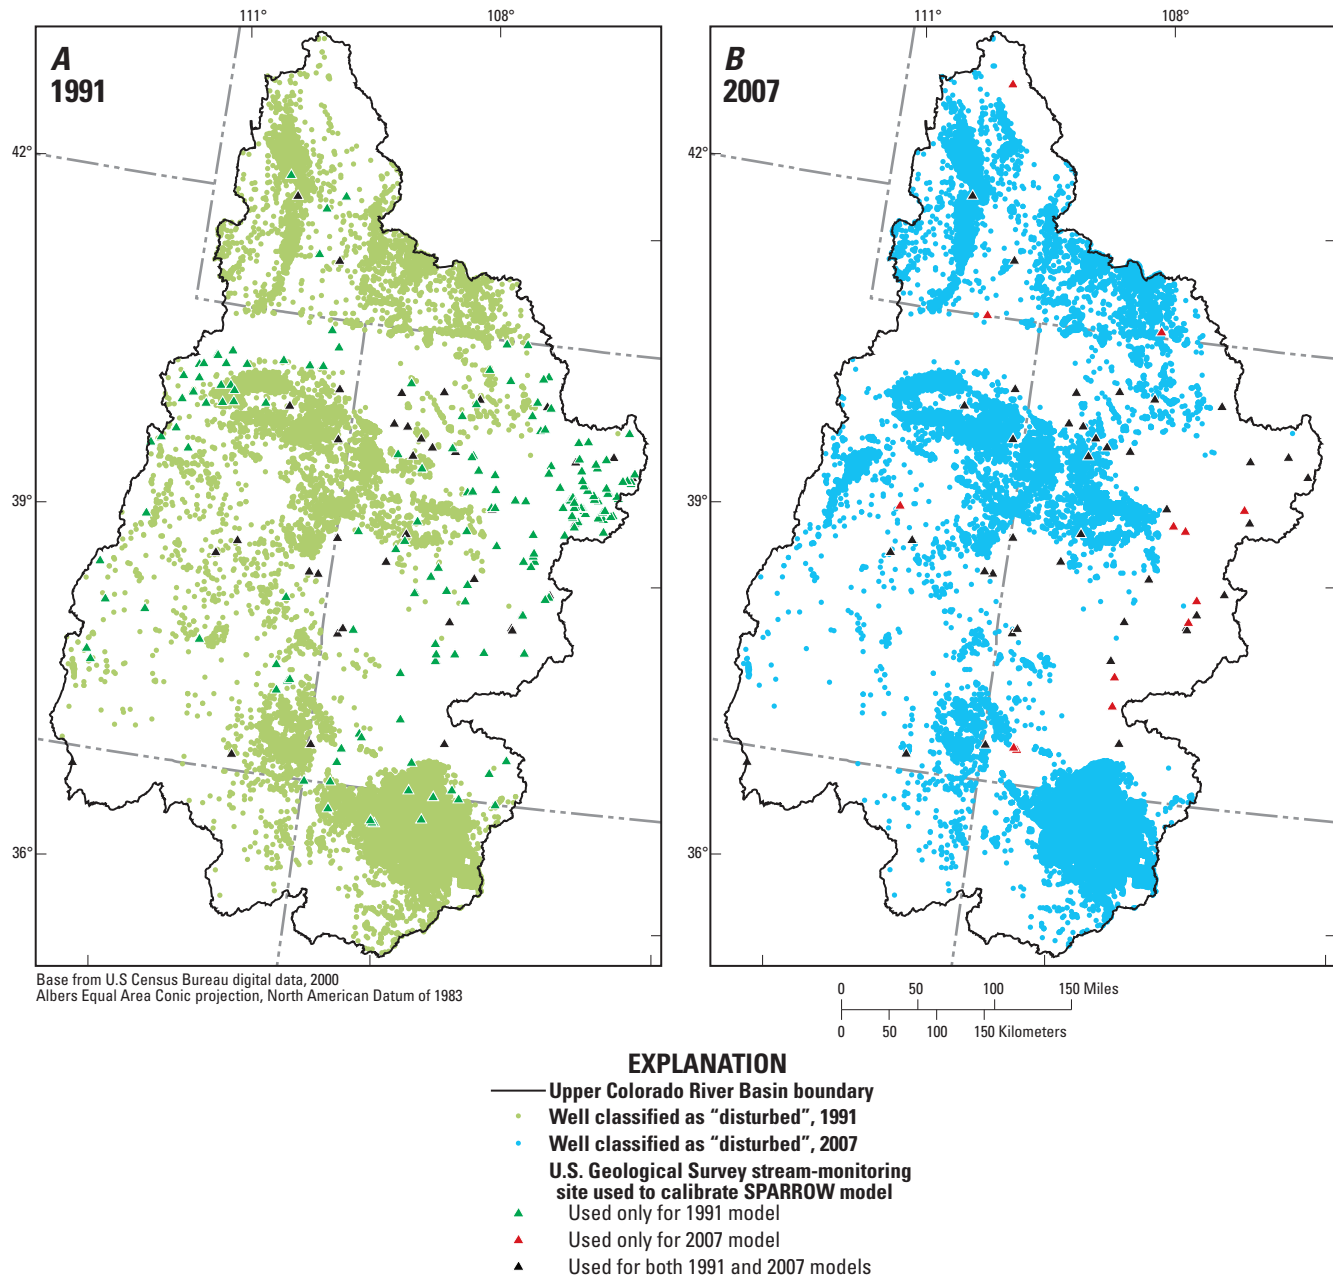 111°
108°
111°
108°
A
1991
B
2007
42°
42°
39°
39°
36°
36°
Base from U.S Census Bureau digital data, 2000
Albers Equal Area Conic projection, North American Datum of 1983
0 50 100 150 Miles
0 50 100 150 Kilometers
EXPLANATION
Upper Colorado River Basin boundary
Well classified as “disturbed”, 1991
Well classified as “disturbed”, 2007
U.S. Geological Survey stream-monitoring
site used to calibrate SPARROW model
Used only for 1991 model
Used only for 2007 model
Used for both 1991 and 2007 models